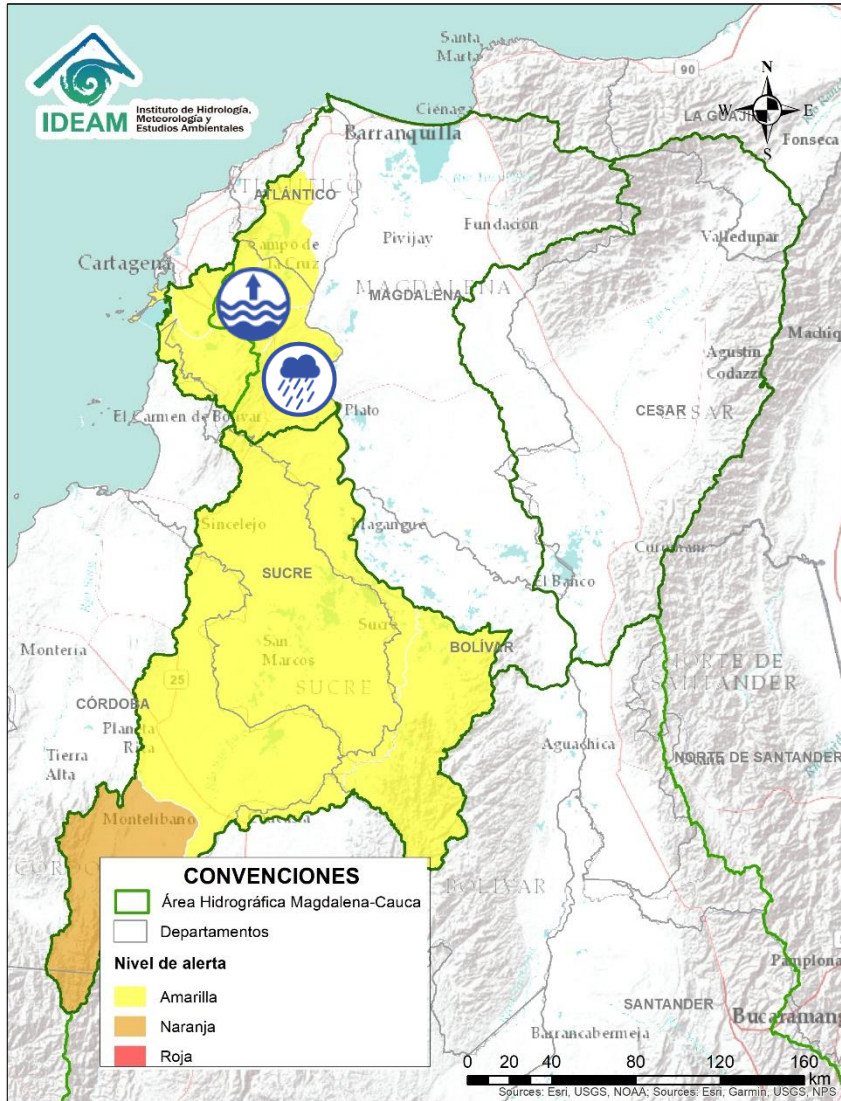 IDEAM
Instituto de Hidrología,
Meteorología y
Estudios Ambientales
Santa
Marta
90
N
W
E
S
Ciénaga
LA GUAJIRA
Barranquilla
Fonseca
ATLÁNTICO
ATLÁNTICO
Fundación
Pivijay
Valledupar
Campo de
la Cruz
Cartagena
MAGDALENA
MAGDALENA
Agustín
Codazzi
El Carmen de Bolívar
Plato
CESAR
CESAR
Sincelejo
Magangué
Curumaní
SUCRE
El Banco
Sucre
San
Marcos
SUCRE
BOLÍVAR
Montería
25
NORTE DE
SANTANDER
CÓRDOBA
Planeta
Rica
Tierra
Alta
Aguachica
NORTE DE SANTANDER
Montelíbano
BOLÍVAR
CONVENCIONES
Área Hidrográfica Magdalena-Cauca
Departamentos
Nivel de alerta
Amarilla
Naranja
Roja
Pamplona
SANTANDER
Bucaramang
Barrancabermeja
0 20 40 80 120 160
km
Sources: Esri, USGS, NOAA; Sources: Esri, Garmin, USGS, NPS